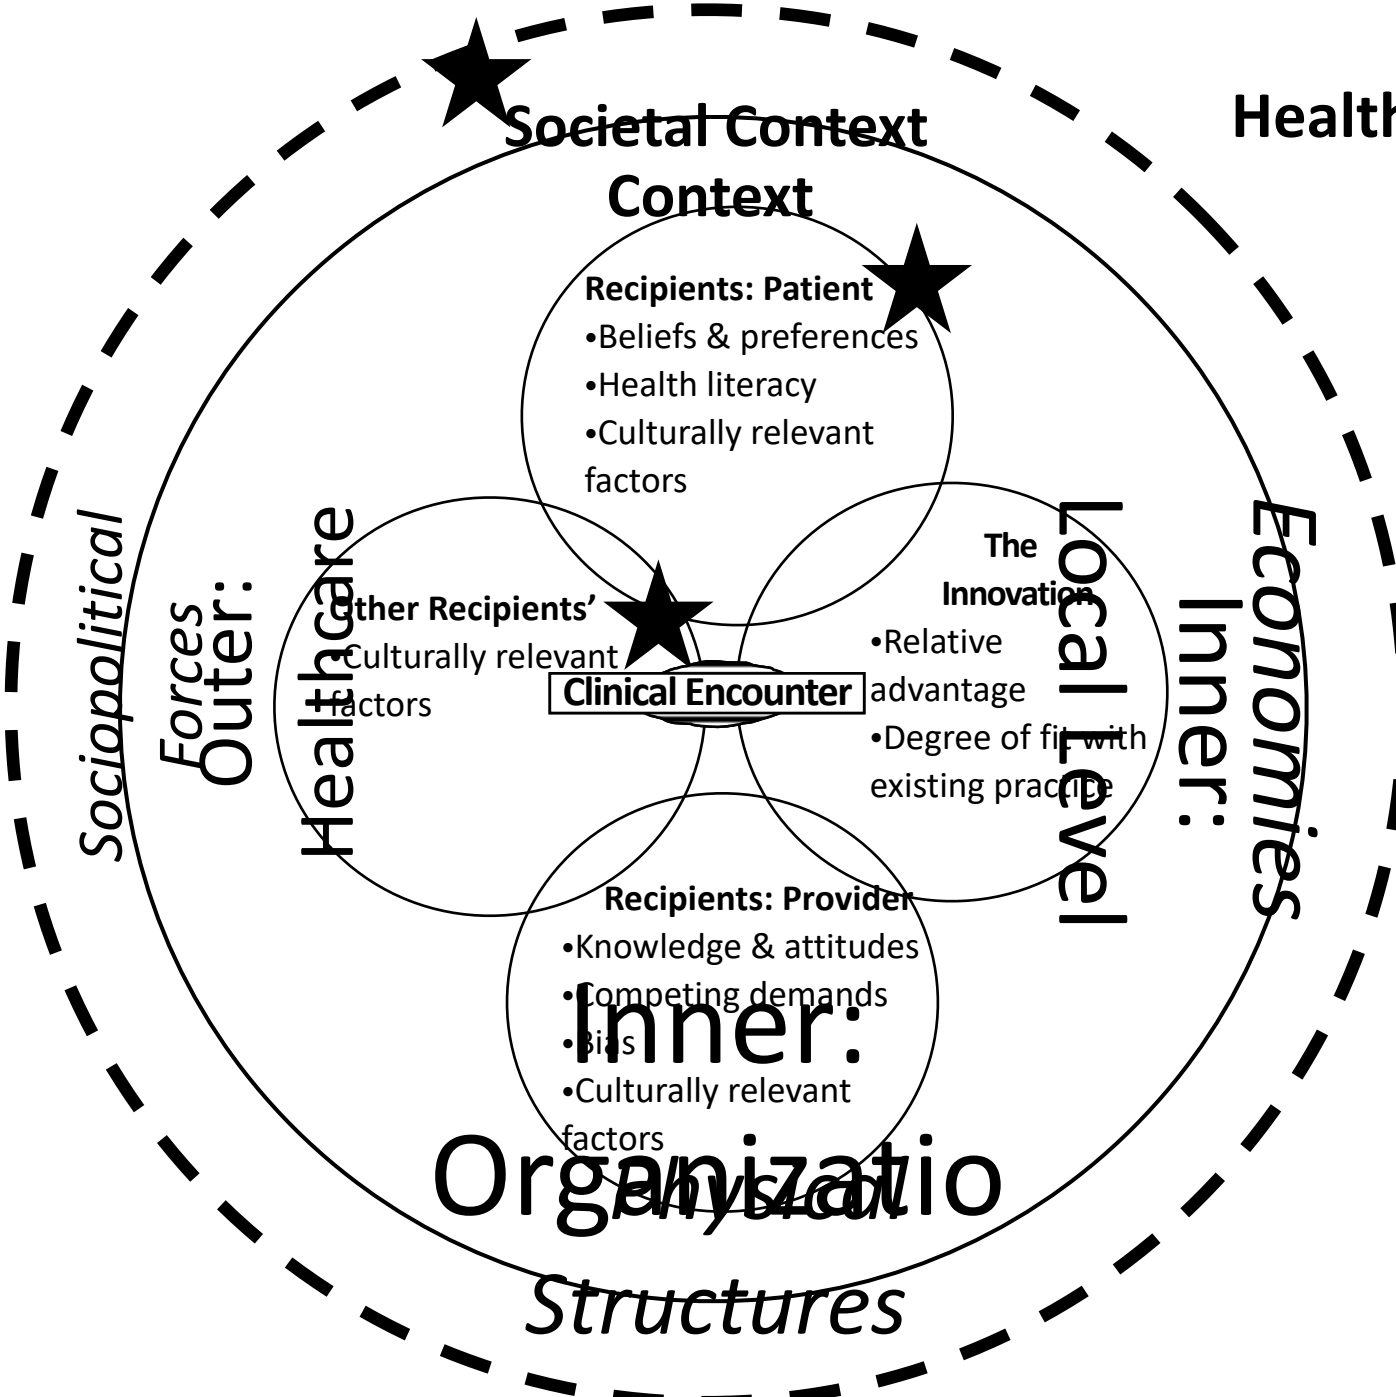 Societal Context
Health
Context
Recipients: Patient
•Beliefs & preferences
•Health literacy
•Culturally relevant
factors
Sociopolitical
Forces
Outer:
Healthcare
Other Recipients’
•Culturally relevant
factors
Clinical Encounter
The
Innovation
•Relative
advantage
•Degree of fit with
existing practice
Local Level
Inner:
Economies
Recipients: Provider
•Knowledge & attitudes
•Competing demands
•Bias
•Culturally relevant
factors
Inner:
Organizatio
Physical
Structures